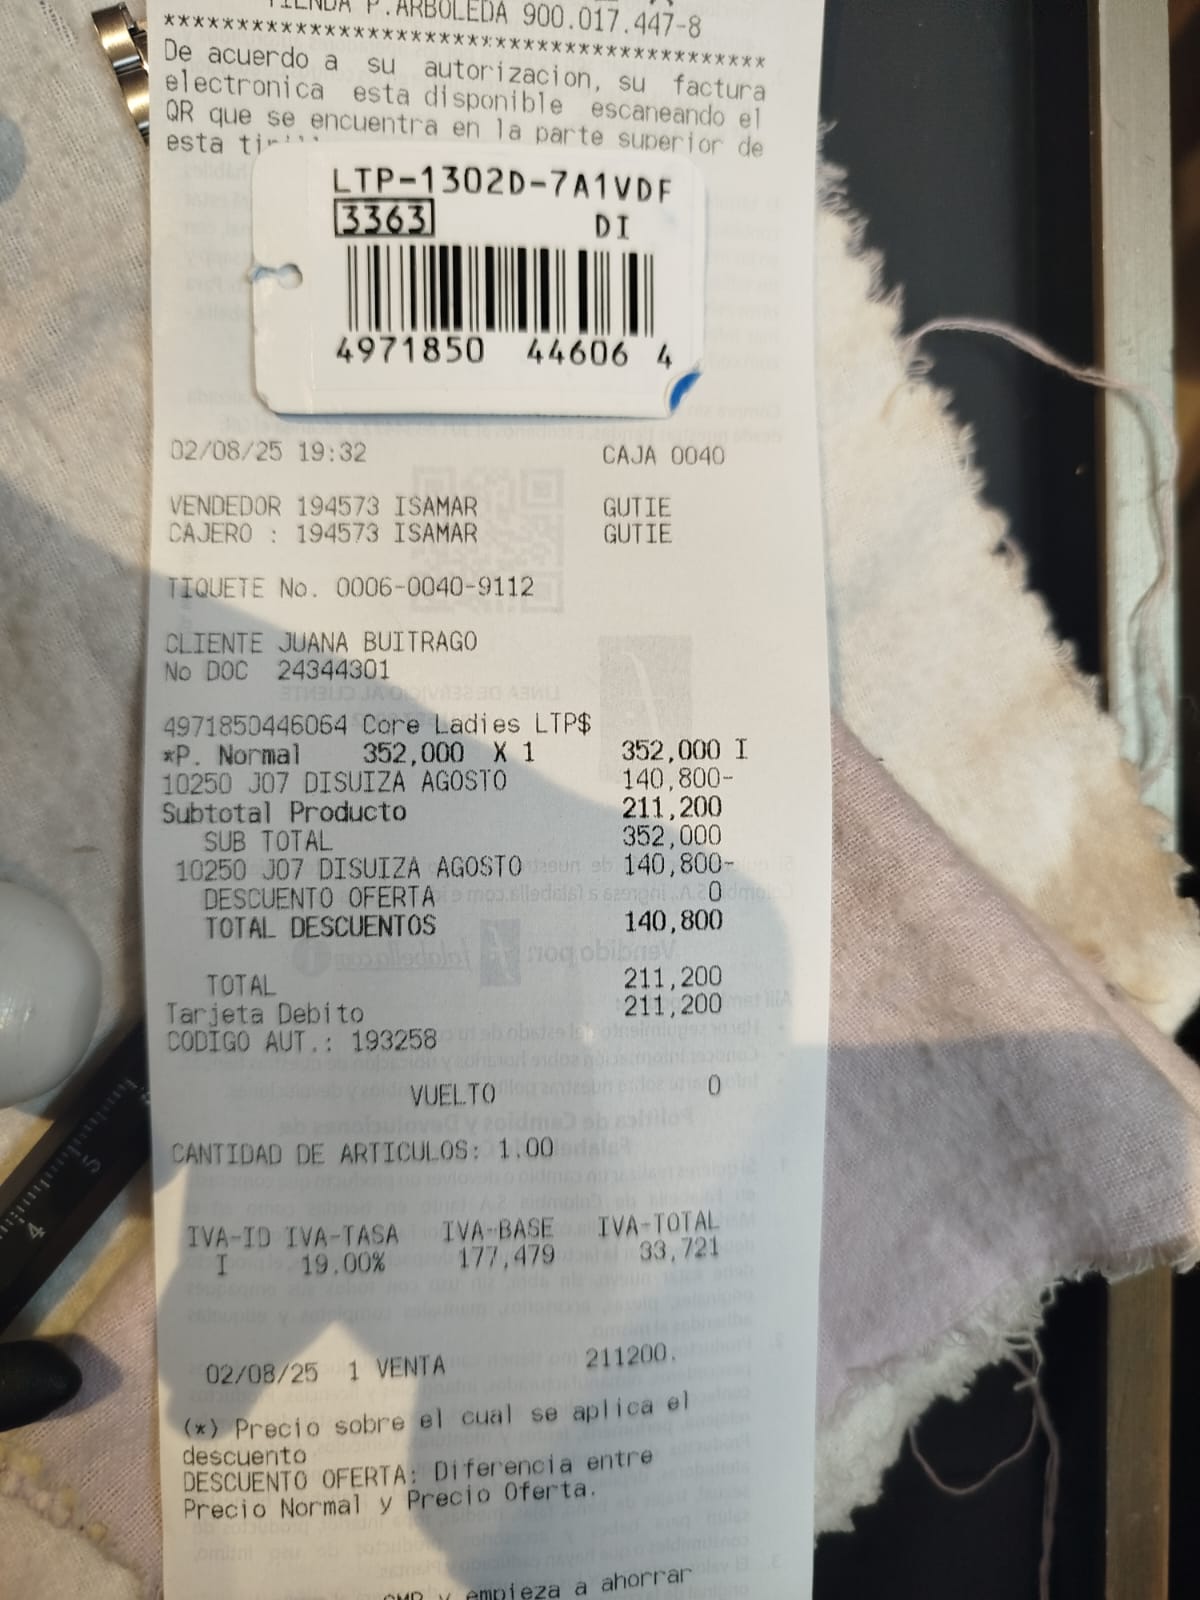 TIENDA P.ARBOLEDA 900.017.447-8
******************************************
De acuerdo a su autorizacion, su factura
electronica esta disponible escaneando el
QR que se encuentra en la parte superior de
esta
LTP-1302D-7A1VDF
3363 DI
4971850 44606 4
02/08/25 19:32 CAJA 0040
VENDEDOR 194573 ISAMAR GUTIE
CAJERO : 194573 ISAMAR GUTIE
TIQUETE No. 0006-0040-9112
CLIENTE JUANA BUITRAGO
No DOC 24344301
4971850446064 Core Ladies LTP$
*P. Normal 352,000 X 1 352,000 I
10250 J07 DISUIZA AGOSTO 140,800-
Subtotal Producto 211,200
SUB TOTAL 352,000
10250 J07 DISUIZA AGOSTO 140,800-
DESCUENTO OFERTA 0
TOTAL DESCUENTOS 140,800
TOTAL 211,200
Tarjeta Debito 211,200
CODIGO AUT.: 193258
VUELTO 0
CANTIDAD DE ARTICULOS: 1.00
IVA-ID IVA-TASA IVA-BASE IVA-TOTAL
I 19.00% 177,479 33,721
02/08/25 1 VENTA 211200.
(*) Precio sobre el cual se aplica el
descuento
DESCUENTO OFERTA: Diferencia entre
Precio Normal y Precio Oferta.
y empieza a ahorrar
4 5